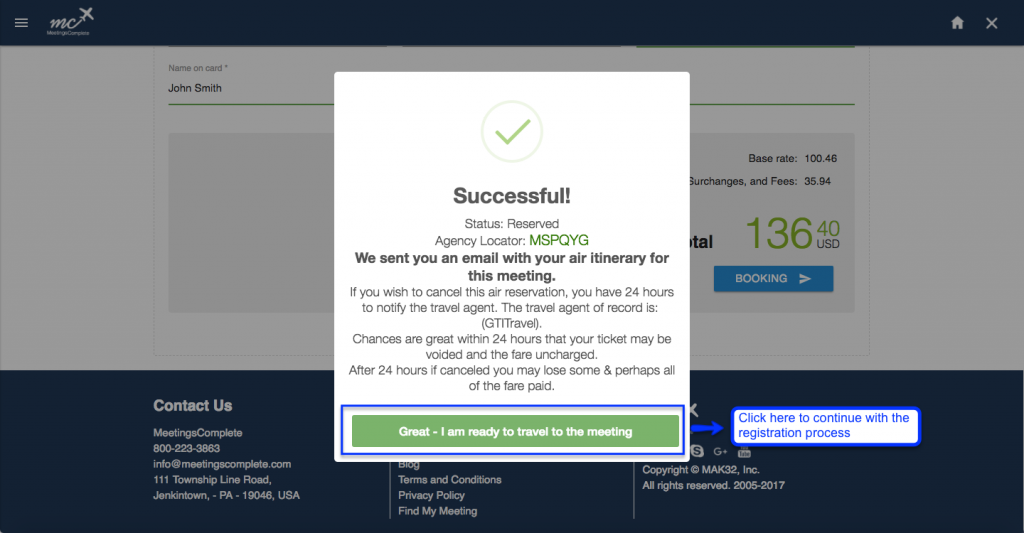 mc
MeetingsComplete
Name on card *
John Smith
Base rate: 100.46
Surchanges, and Fees: 35.94
136 40
USD
BOOKING
Successful!
Status: Reserved
Agency Locator: MSPQYG
We sent you an email with your air itinerary for
this meeting.
If you wish to cancel this air reservation, you have 24 hours
to notify the travel agent. The travel agent of record is:
(GTITravel).
Chances are great within 24 hours that your ticket may be
voided and the fare uncharged.
After 24 hours if canceled you may lose some & perhaps all
of the fare paid.
Great - I am ready to travel to the meeting
Click here to continue with the
registration process
Contact Us
MeetingsComplete
800-223-3863
info@meetingscomplete.com
111 Township Line Road,
Jenkintown, - PA - 19046, USA
Blog
Terms and Conditions
Privacy Policy
Find My Meeting
G+
You Tube
Copyright © MAK32, Inc.
All rights reserved. 2005-2017